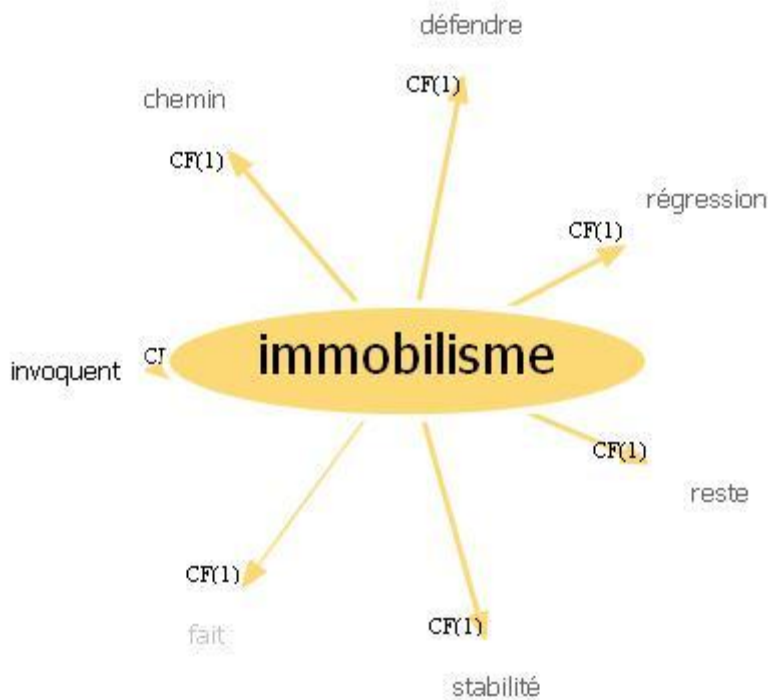 défendre
CF(1)
chemin
CF(1)
régression
CF(1)
immobilisme
invoquent
CF(1)
reste
CF(1)
fait
CF(1)
stabilité